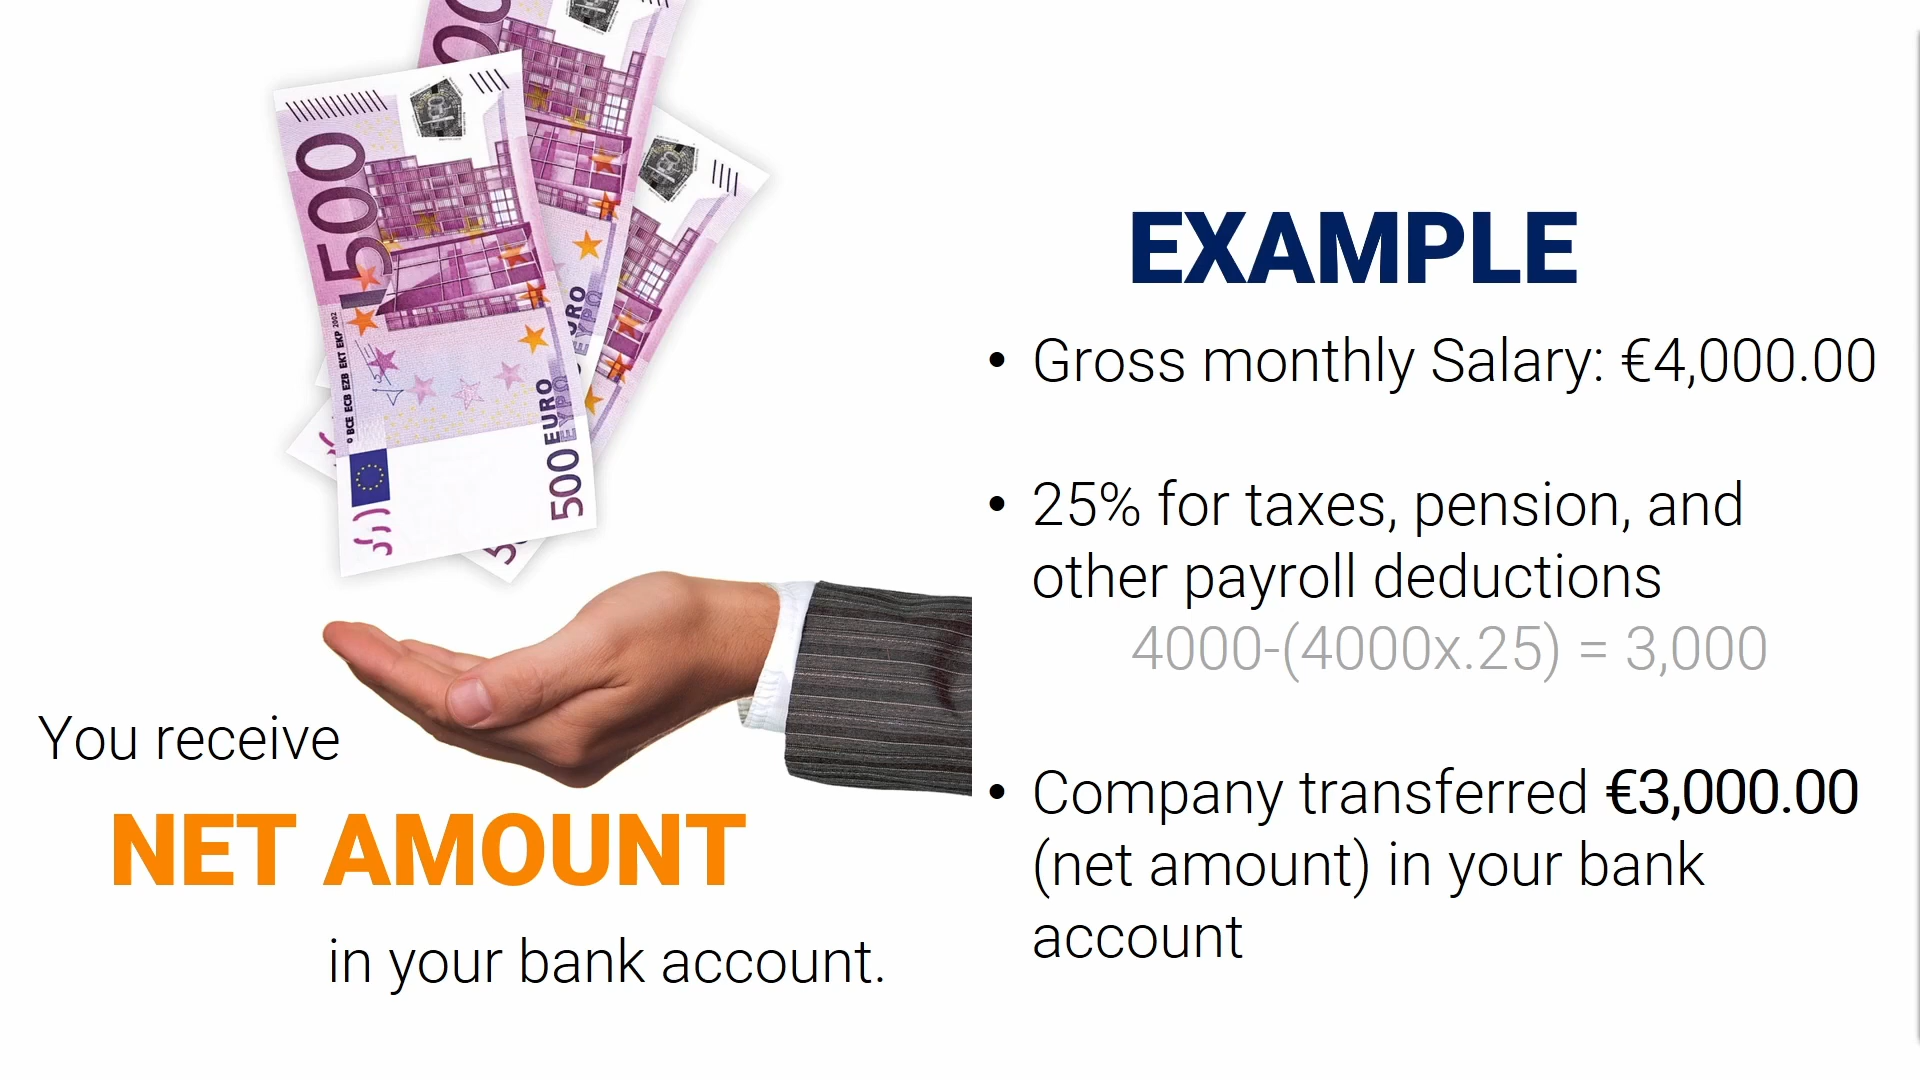 500
© BCE ECB EZB EKT EKP 2002
500 EURO
ΕΥΡΩ
EXAMPLE
• Gross monthly Salary: €4,000.00
• 25% for taxes, pension, and
other payroll deductions
4000-(4000x.25) = 3,000
You receive
NET AMOUNT
in your bank account.
• Company transferred €3,000.00
(net amount) in your bank
account